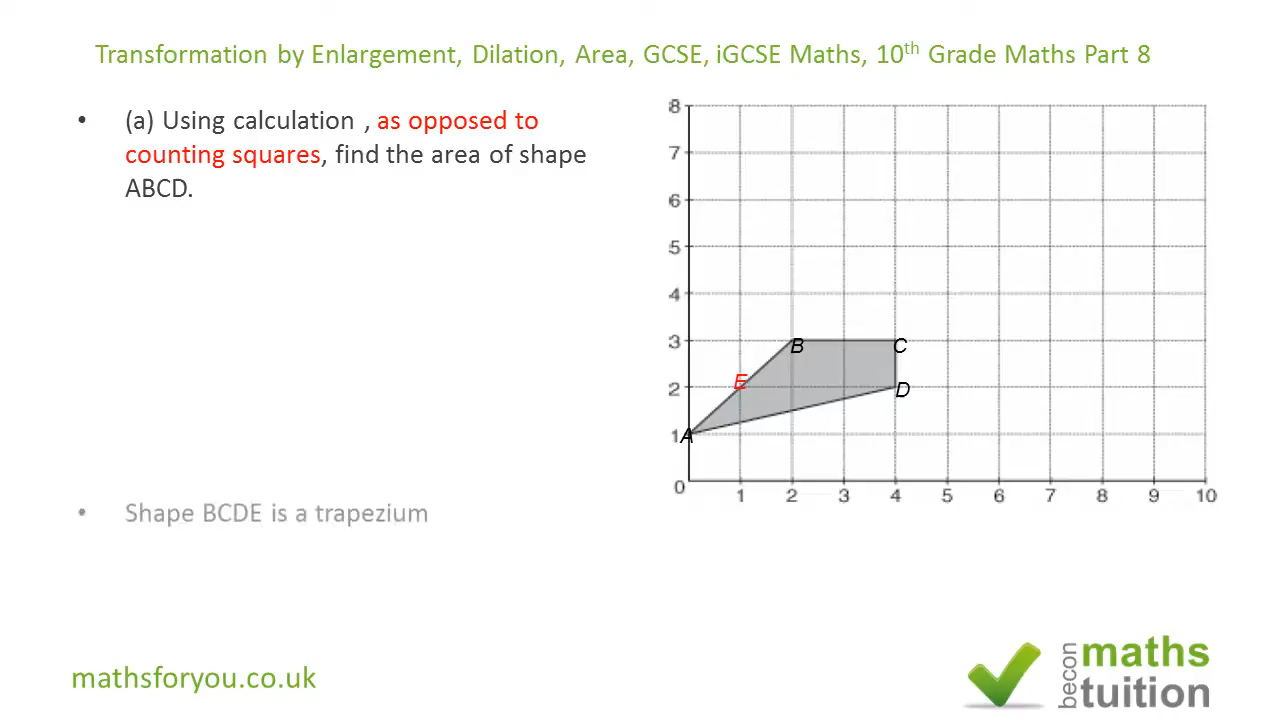 Transformation by Enlargement, Dilation, Area, GCSE, iGCSE Maths, 10th Grade Maths Part 8
• (a) Using calculation , as opposed to
counting squares, find the area of shape
ABCD.
8
7
6
5
4
3
2
1
0
1 2 3 4 5 6 7 8 9 10
B
C
E
D
A
• Shape BCDE is a trapezium
mathsforyou.co.uk
becon
maths
tuition